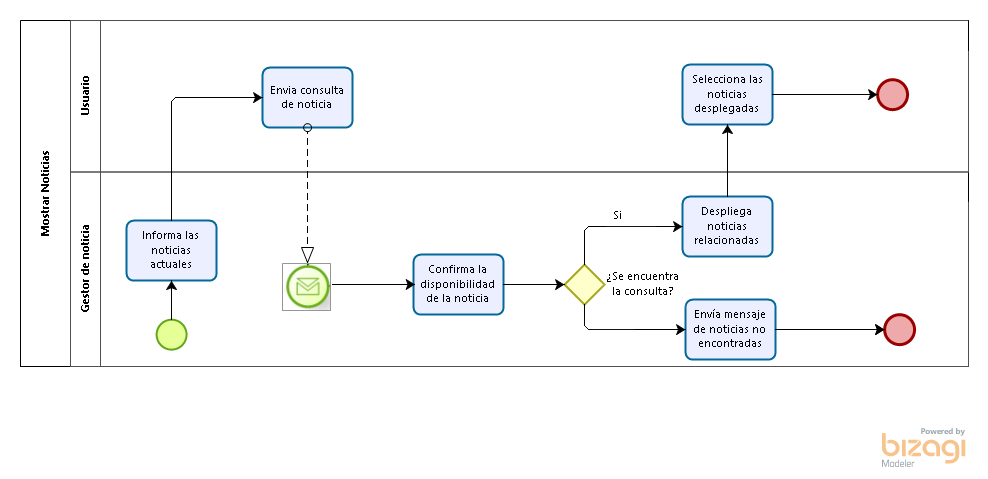 Mostrar Noticias
Usuario
Envia consulta
de noticia
Selecciona las
noticias
desplegadas
Gestor de noticia
Informa las
noticias
actuales
Confirma la
disponibilidad
de la noticia
¿Se encuentra
la consulta?
Si
Despliega
noticias
relacionadas
Envía mensaje
de noticias no
encontradas
Powered by
bizagi
Modeler